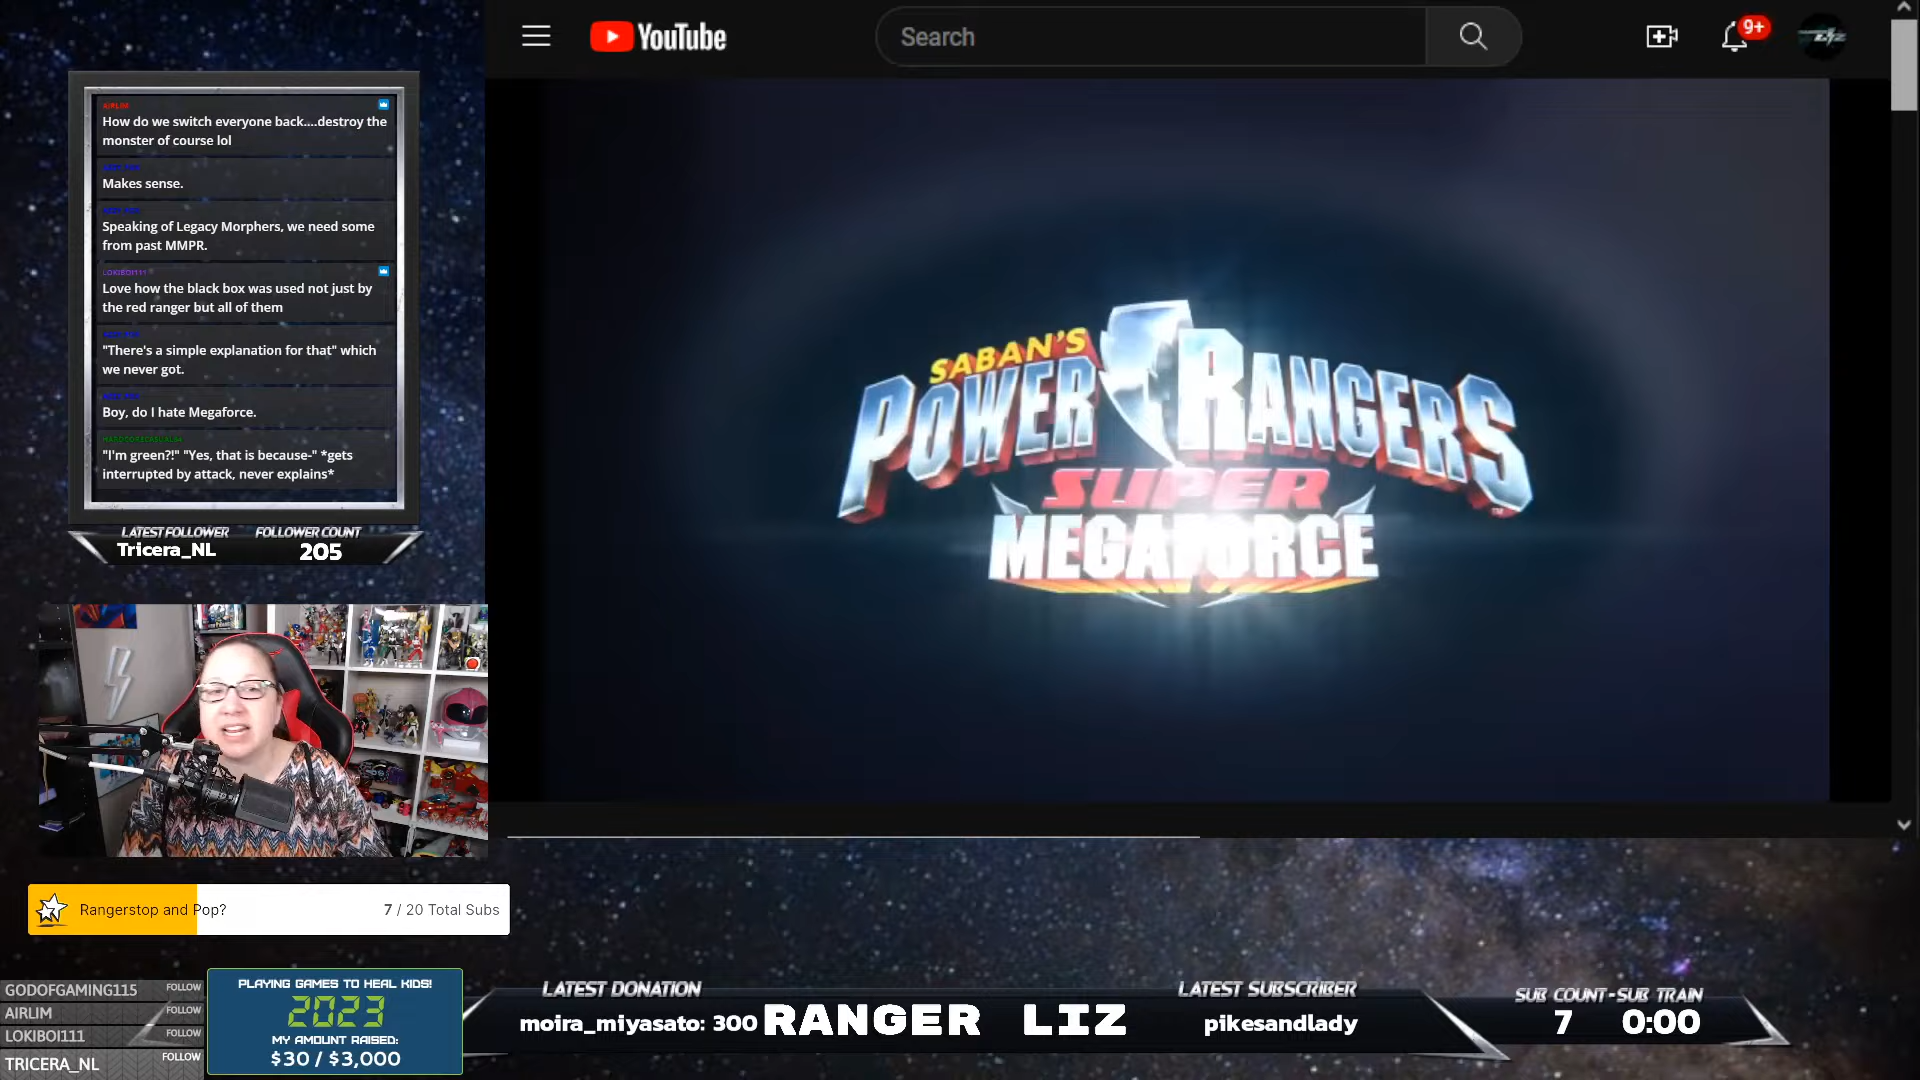 YouTube
Search
9+
AIRLIM
How do we switch everyone back....destroy the
monster of course lol
Makes sense.
Speaking of Legacy Morphers, we need some
from past MMPR.
LOKIBOI111
Love how the black box was used not just by
the red ranger but all of them
"There's a simple explanation for that" which
we never got.
Boy, do I hate Megaforce.
"I'm green?!" "Yes, that is because-" *gets
interrupted by attack, never explains*
LATEST FOLLOWER
FOLLOWER COUNT
Tricera_NL
205
SABAN'S
POWER RANGERS
SUPER
MEGAFORCE
TM
Rangerstop and Pop?
7 / 20 Total Subs
GODOFGAMING115 FOLLOW
AIRLIM FOLLOW
LOKIBOI111 FOLLOW
TRICERA_NL FOLLOW
PLAYING GAMES TO HEAL KIDS!
2023
MY AMOUNT RAISED:
$30 / $3,000
LATEST DONATION
moira_miyasato: 300
RANGER LIZ
LATEST SUBSCRIBER
pikesandlady
SUB COUNT-SUB TRAIN
7 0:00